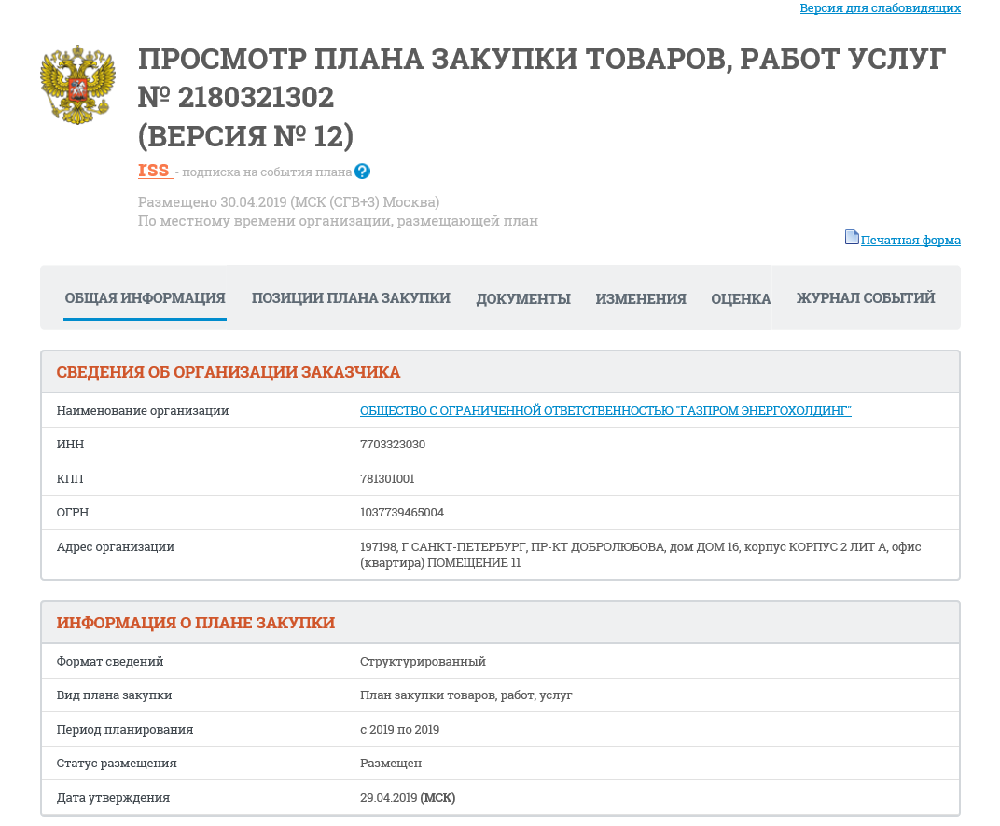 Версия для слабовидящих
ПРОСМОТР ПЛАНА ЗАКУПКИ ТОВАРОВ, РАБОТ УСЛУГ
№ 2180321302
(ВЕРСИЯ № 12)
rss - подписка на события плана ?
Размещено 30.04.2019 (МСК (СГВ+3) Москва)
По местному времени организации, размещающей план
Печатная форма
ОБЩАЯ ИНФОРМАЦИЯ ПОЗИЦИИ ПЛАНА ЗАКУПКИ ДОКУМЕНТЫ ИЗМЕНЕНИЯ ОЦЕНКА ЖУРНАЛ СОБЫТИЙ
СВЕДЕНИЯ ОБ ОРГАНИЗАЦИИ ЗАКАЗЧИКА
Наименование организации ОБЩЕСТВО С ОГРАНИЧЕННОЙ ОТВЕТСТВЕННОСТЬЮ "ГАЗПРОМ ЭНЕРГОХОЛДИНГ"
ИНН 7703323030
КПП 781301001
ОГРН 1037739465004
Адрес организации 197198, Г САНКТ-ПЕТЕРБУРГ, ПР-КТ ДОБРОЛЮБОВА, дом ДОМ 16, корпус КОРПУС 2 ЛИТ А, офис
(квартира) ПОМЕЩЕНИЕ 11
ИНФОРМАЦИЯ О ПЛАНЕ ЗАКУПКИ
Формат сведений Структурированный
Вид плана закупки План закупки товаров, работ, услуг
Период планирования с 2019 по 2019
Статус размещения Размещен
Дата утверждения 29.04.2019 (МСК)